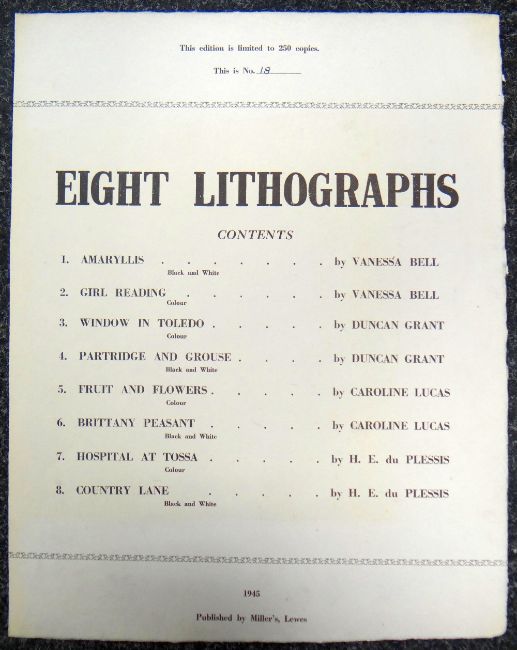 This edition is limited to 250 copies.
This is No. 18
EIGHT LITHOGRAPHS
CONTENTS
1. AMARYLLIS . . . . . . . by VANESSA BELL
Black and White
2. GIRL READING . . . . . by VANESSA BELL
Colour
3. WINDOW IN TOLEDO . . . . by DUNCAN GRANT
Colour
4. PARTRIDGE AND GROUSE . . . . by DUNCAN GRANT
Black and White
5. FRUIT AND FLOWERS . . . . by CAROLINE LUCAS
Colour
6. BRITTANY PEASANT . . . . . by CAROLINE LUCAS
Black and White
7. HOSPITAL AT TOSSA . . . . . by H. E. du PLESSIS
Colour
8. COUNTRY LANE . . . . . by H. E. du PLESSIS
Black and White
1945
Published by Miller's, Lewes